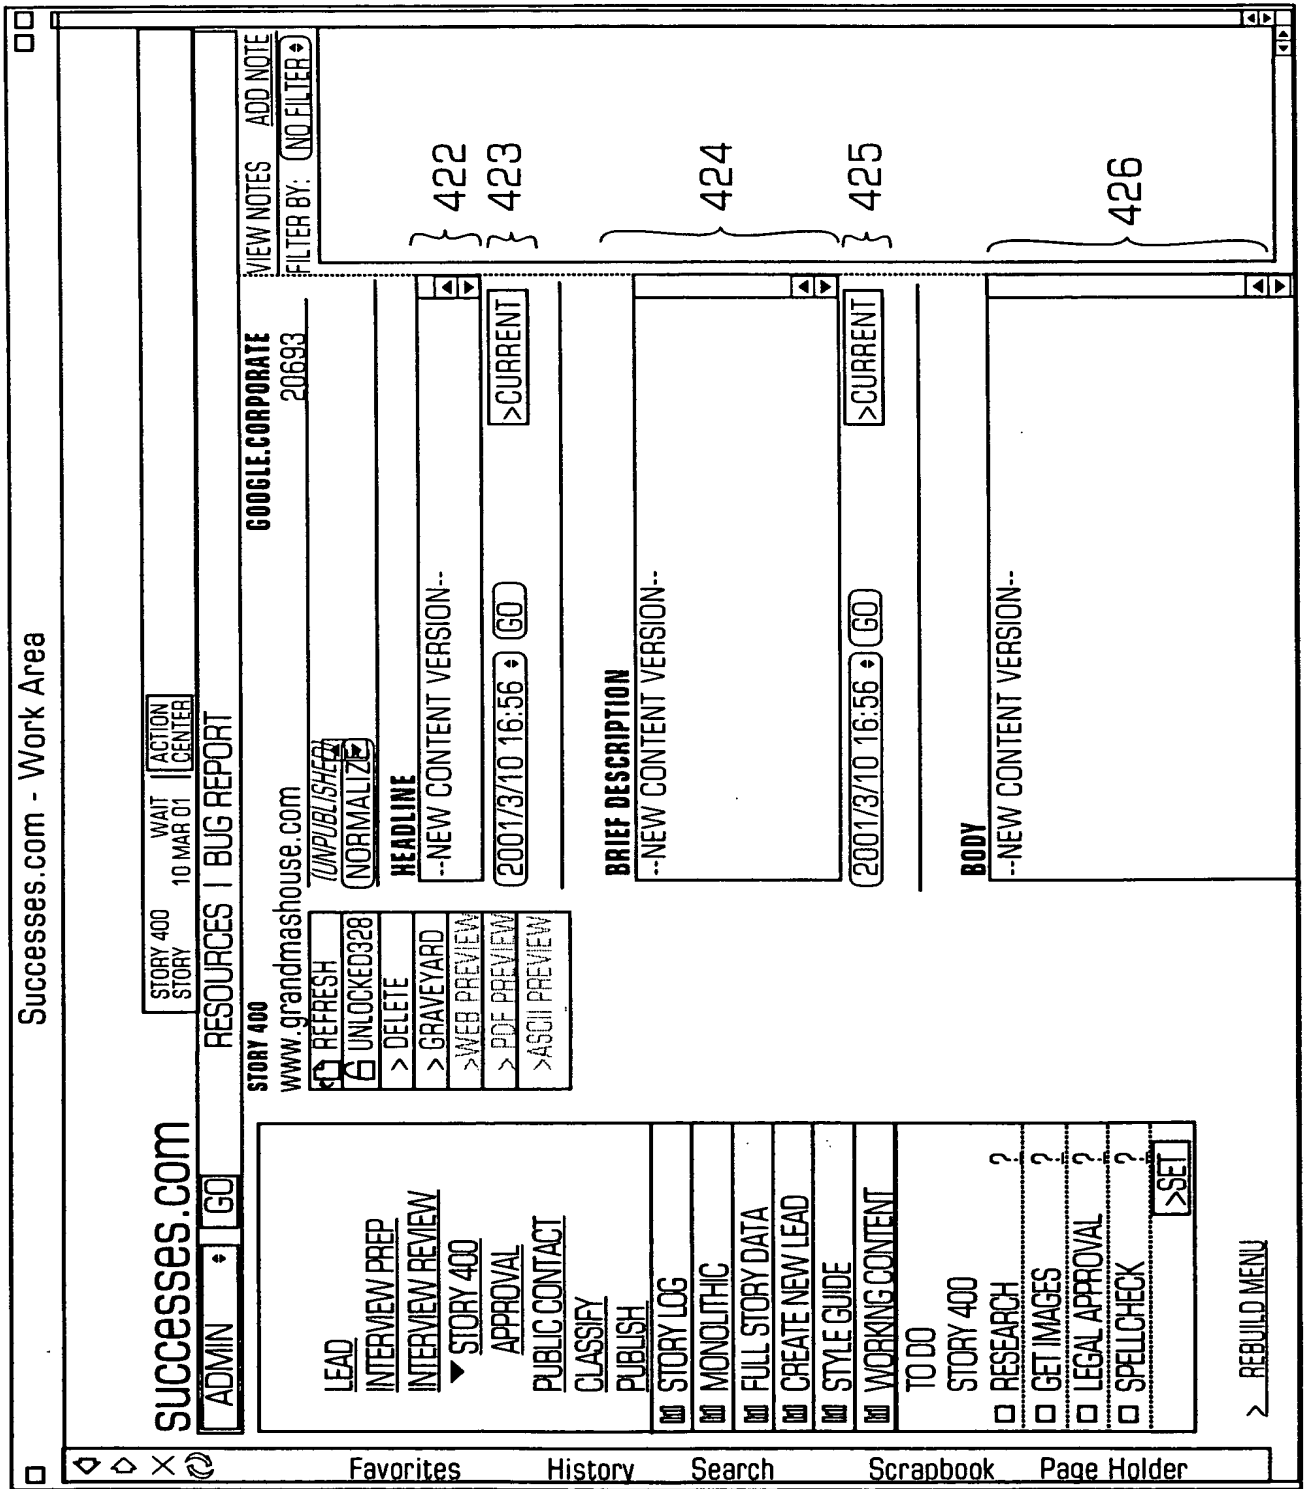 Successes.com - Work Area
STORY 400 WAIT
STORY 10 MAR 01
ACTION
CENTER
successes.com
ADMIN GO RESOURCES | BUG REPORT
Favorites
History
Search
Scrapbook
Page Holder
LEAD
INTERVIEW PREP
INTERVIEW REVIEW
▼ STORY 400
APPROVAL
PUBLIC CONTACT
CLASSIFY
PUBLISH
STORY LOG
MONOLITHIC
FULL STORY DATA
CREATE NEW LEAD
STYLE GUIDE
WORKING CONTENT
TO DO
STORY 400
RESEARCH ?
GET IMAGES ?
LEGAL APPROVAL ?
SPELLCHECK ?
>SET
> REBUILD MENU
STORY 400 GOOGLE.CORPORATE
www.grandmashouse.com 20693
REFRESH
UNLOCKED328
> DELETE
> GRAVEYARD
>WEB PREVIEW
> PDF PREVIEW
>ASCII PREVIEW
(UNPUBLISHED)
NORMALIZE
HEADLINE
--NEW CONTENT VERSION--
2001/3/10 16:56 GO >CURRENT
BRIEF DESCRIPTION
--NEW CONTENT VERSION--
2001/3/10 16:56 GO >CURRENT
BODY
--NEW CONTENT VERSION--
VIEW NOTES ADD NOTE
FILTER BY: NO FILTER
422
423
424
425
426